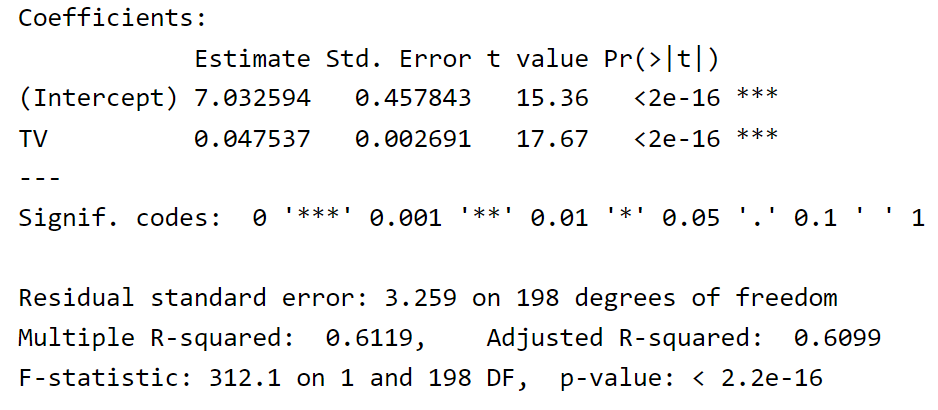 Coefficients:
            Estimate Std. Error t value Pr(>|t|)
(Intercept) 7.032594   0.457843   15.36   <2e-16 ***
TV          0.047537   0.002691   17.67   <2e-16 ***
---
Signif. codes:  0 '***' 0.001 '**' 0.01 '*' 0.05 '.' 0.1 ' ' 1

Residual standard error: 3.259 on 198 degrees of freedom
Multiple R-squared:  0.6119,    Adjusted R-squared:  0.6099
F-statistic: 312.1 on 1 and 198 DF,  p-value: < 2.2e-16